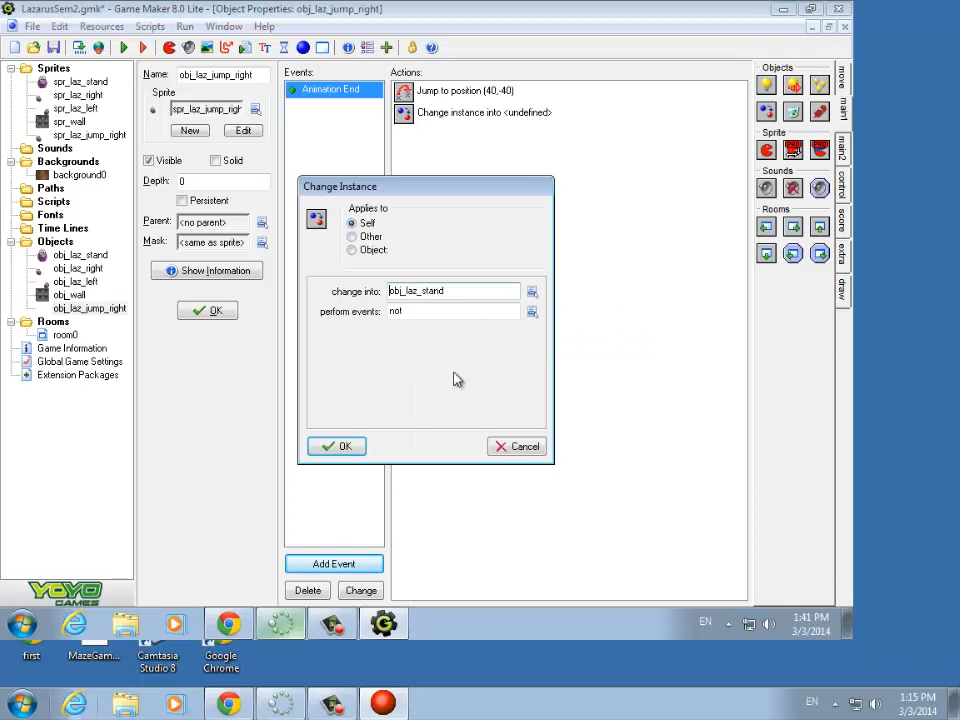 LazarusSem2.gmk* - Game Maker 8.0 Lite - [Object Properties: obj_laz_jump_right]
File Edit Resources Scripts Run Window Help
Sprites
spr_laz_stand
spr_laz_right
spr_laz_left
spr_wall
spr_laz_jump_right
Sounds
Backgrounds
background0
Paths
Scripts
Fonts
Time Lines
Objects
obj_laz_stand
obj_laz_right
obj_laz_left
obj_wall
obj_laz_jump_right
Rooms
room0
Game Information
Global Game Settings
Extension Packages
YOYO
GAMES
Name: obj_laz_jump_right
Sprite
spr_laz_jump_righ
New Edit
Visible Solid
Depth: 0
Persistent
Parent: <no parent>
Mask: <same as sprite>
Show Information
OK
Events:
Animation End
Add Event
Delete Change
Actions:
Jump to position (40,-40)
Change instance into <undefined>
Change Instance
Applies to
Self
Other
Object:
change into: obj_laz_stand
perform events: not
OK Cancel
Objects
Sprite
Sounds
Rooms
move
main1
main2
control
score
extra
draw
EN 1:41 PM
3/3/2014
first
MazeGam...
Camtasia
Studio 8
Google
Chrome
EN 1:15 PM
3/3/2014